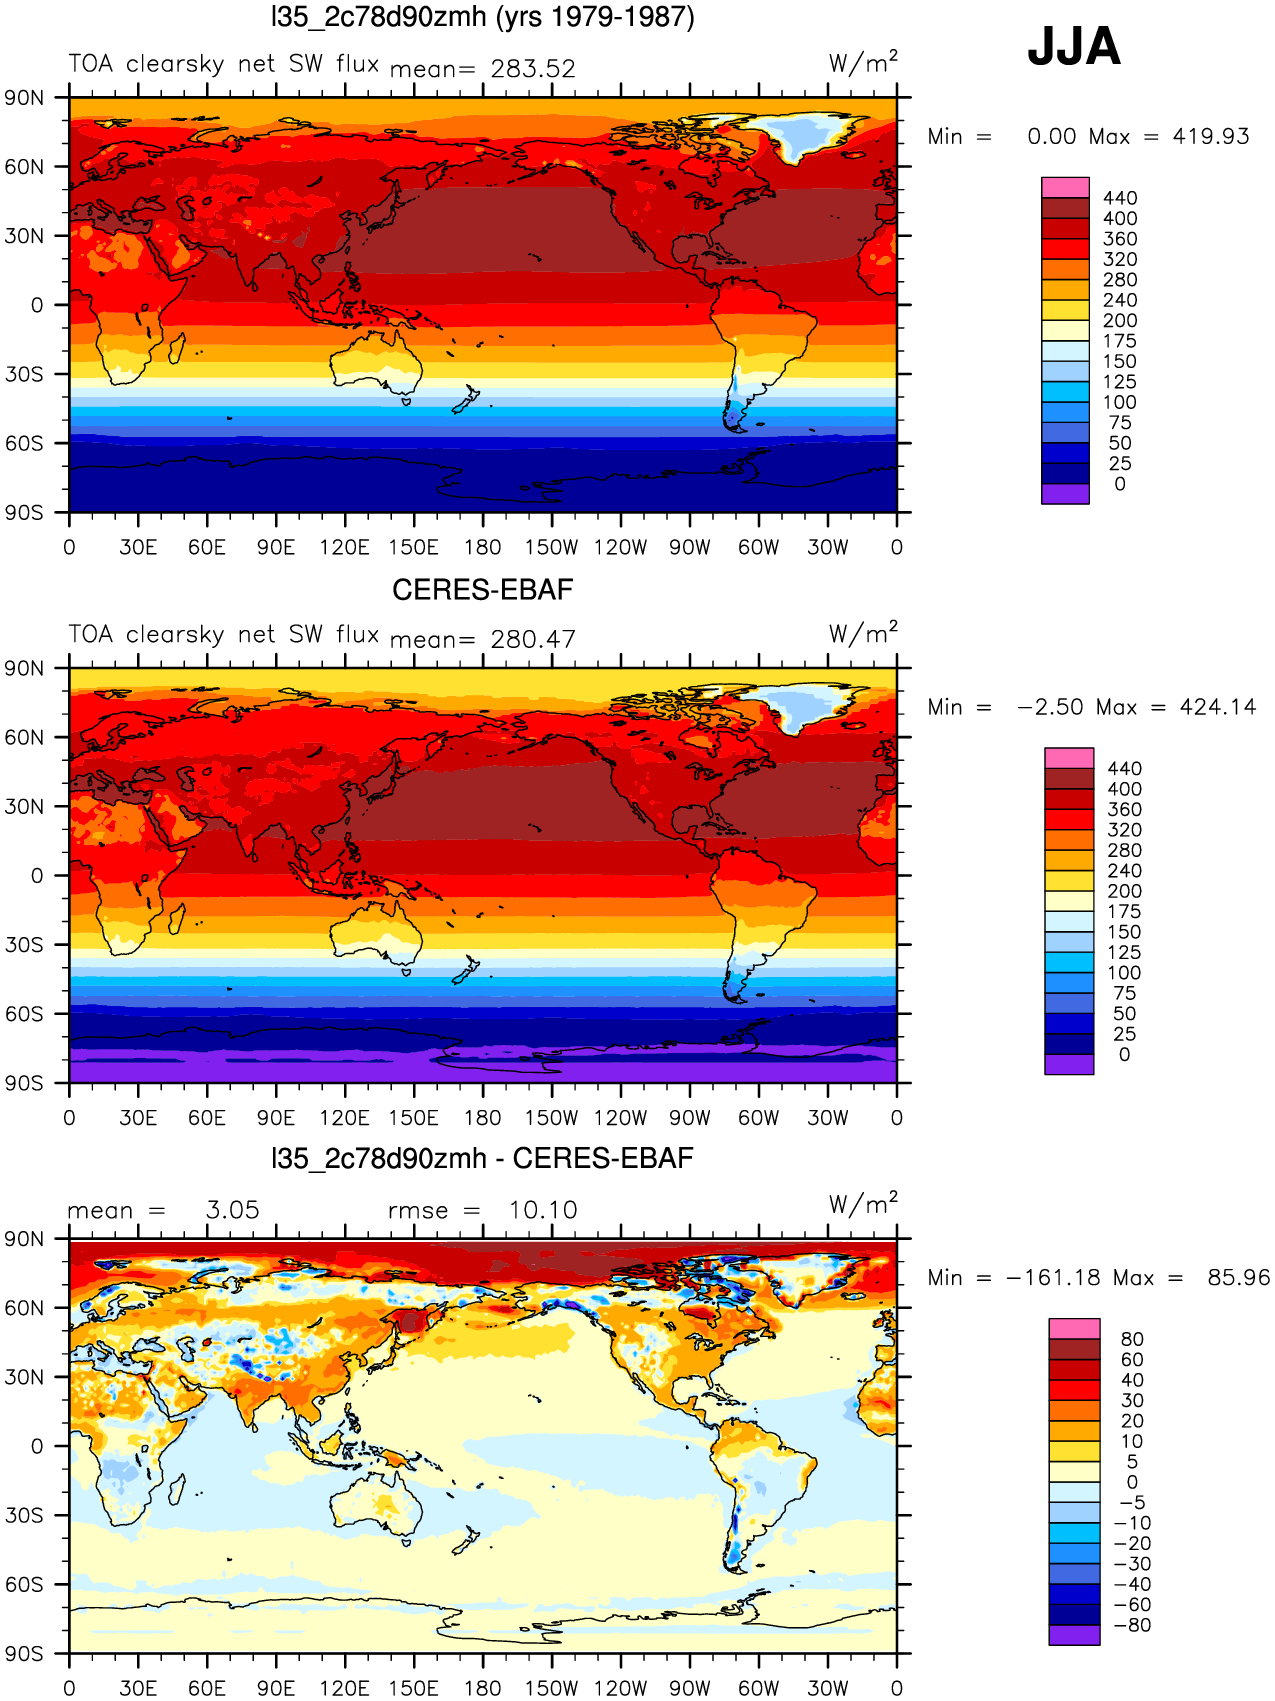 l35_2c78d90zmh (yrs 1979-1987)
JJA
TOA clearsky net SW flux mean= 283.52 W/m²
Min = 0.00 Max = 419.93
90N
60N
30N
0
30S
60S
90S
0 30E 60E 90E 120E 150E 180 150W 120W 90W 60W 30W 0
440
400
360
320
280
240
200
175
150
125
100
75
50
25
0
CERES-EBAF
TOA clearsky net SW flux mean= 280.47 W/m²
Min = −2.50 Max = 424.14
90N
60N
30N
0
30S
60S
90S
0 30E 60E 90E 120E 150E 180 150W 120W 90W 60W 30W 0
440
400
360
320
280
240
200
175
150
125
100
75
50
25
0
l35_2c78d90zmh - CERES-EBAF
mean = 3.05 rmse = 10.10 W/m²
Min = −161.18 Max = 85.96
90N
60N
30N
0
30S
60S
90S
0 30E 60E 90E 120E 150E 180 150W 120W 90W 60W 30W 0
80
60
40
30
20
10
5
0
−5
−10
−20
−30
−40
−60
−80